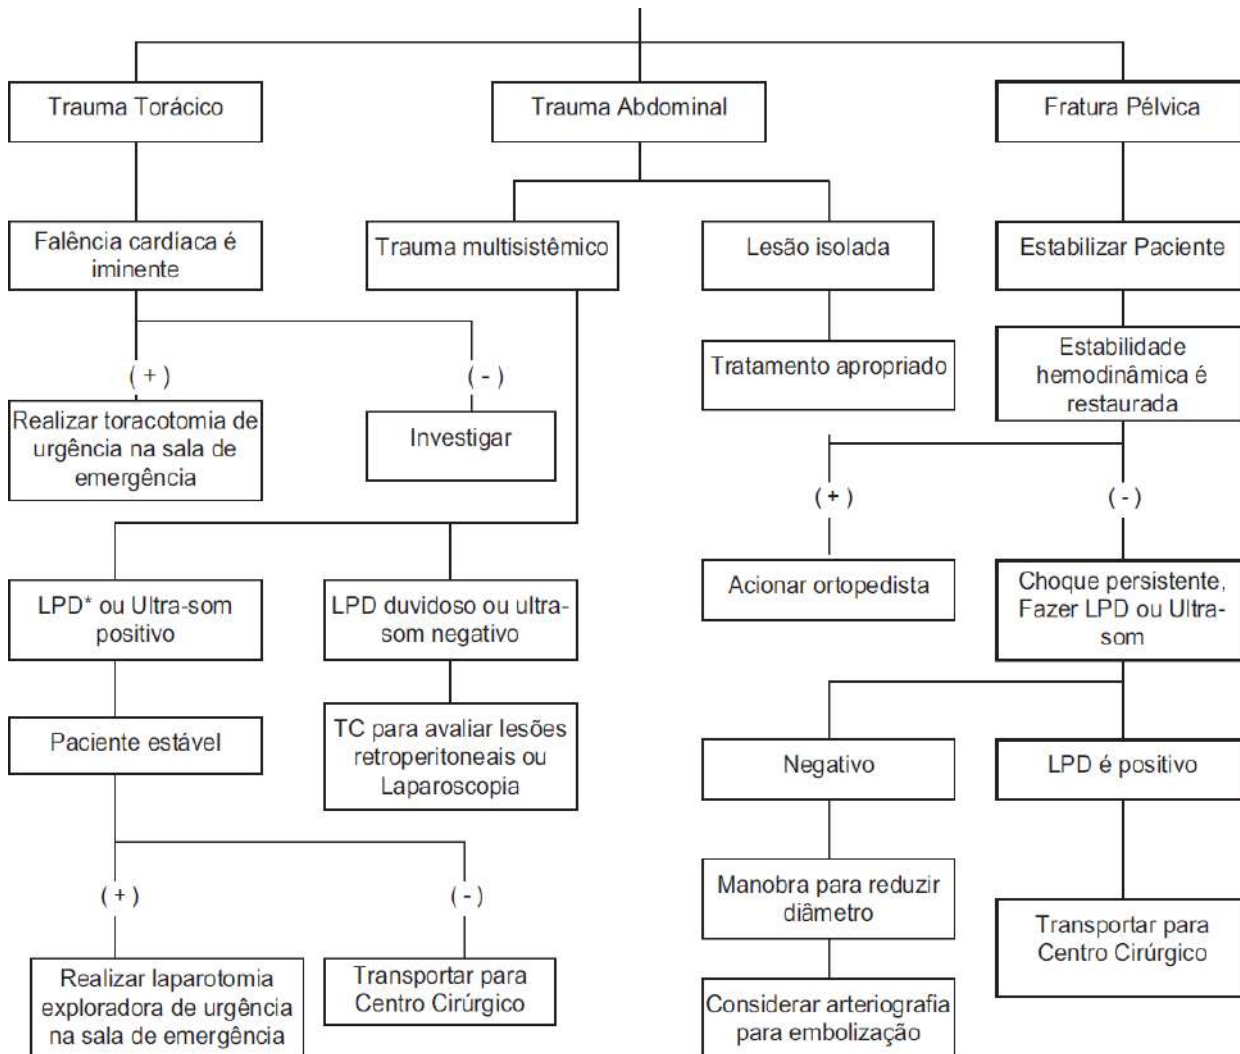 Trauma Torácico
Trauma Abdominal
Fratura Pélvica
Falência cardíaca é
iminente
Trauma multisistêmico
Lesão isolada
Estabilizar Paciente
( + )
Realizar toracotomia de
urgência na sala de
emergência
( - )
Investigar
Tratamento apropriado
Estabilidade
hemodinâmica é
restaurada
( + )
( - )
LPD* ou Ultra-som
positivo
LPD duvidoso ou ultra-
som negativo
Acionar ortopedista
Choque persistente,
Fazer LPD ou Ultra-
som
Paciente estável
TC para avaliar lesões
retroperitoneais ou
Laparoscopia
Negativo
LPD é positivo
( + )
( - )
Manobra para reduzir
diâmetro
Transportar para
Centro Cirúrgico
Realizar laparotomia
exploradora de urgência
na sala de emergência
Transportar para
Centro Cirúrgico
Considerar arteriografia
para embolização